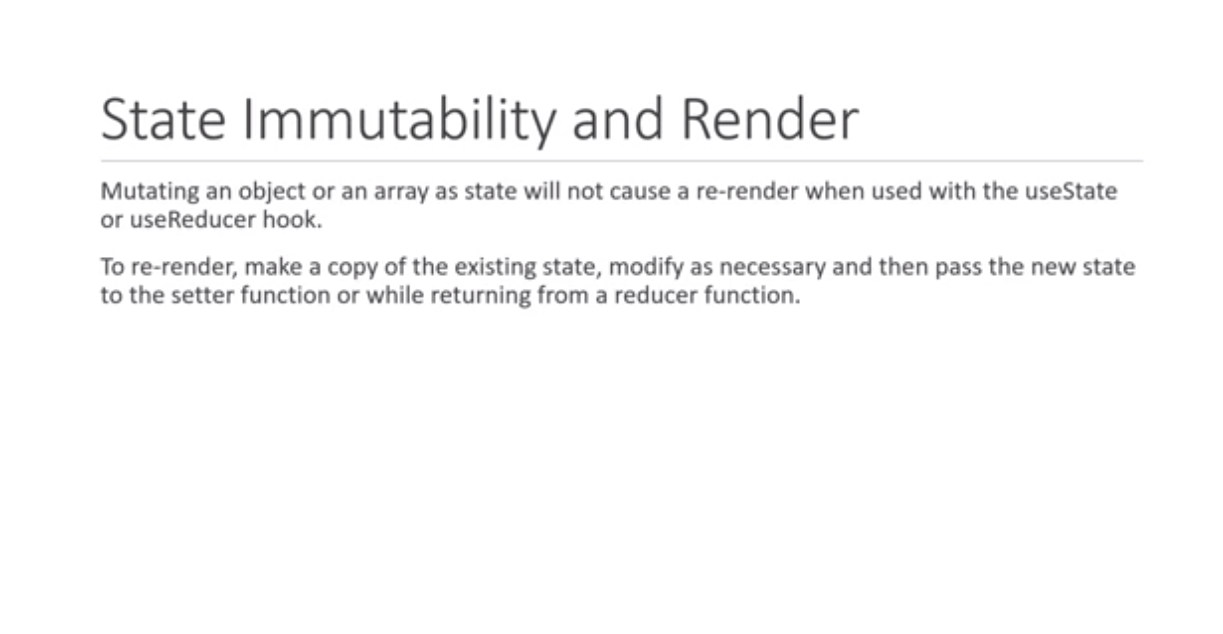 State Immutability and Render
Mutating an object or an array as state will not cause a re-render when used with the useState
or useReducer hook.
To re-render, make a copy of the existing state, modify as necessary and then pass the new state
to the setter function or while returning from a reducer function.